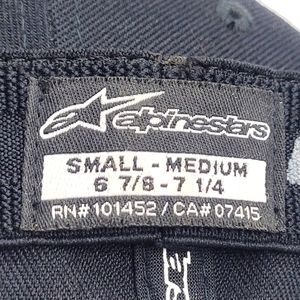 alpinestars
SMALL - MEDIUM
6 7/8 - 7 1/4
RN# 101452 / CA# 07415